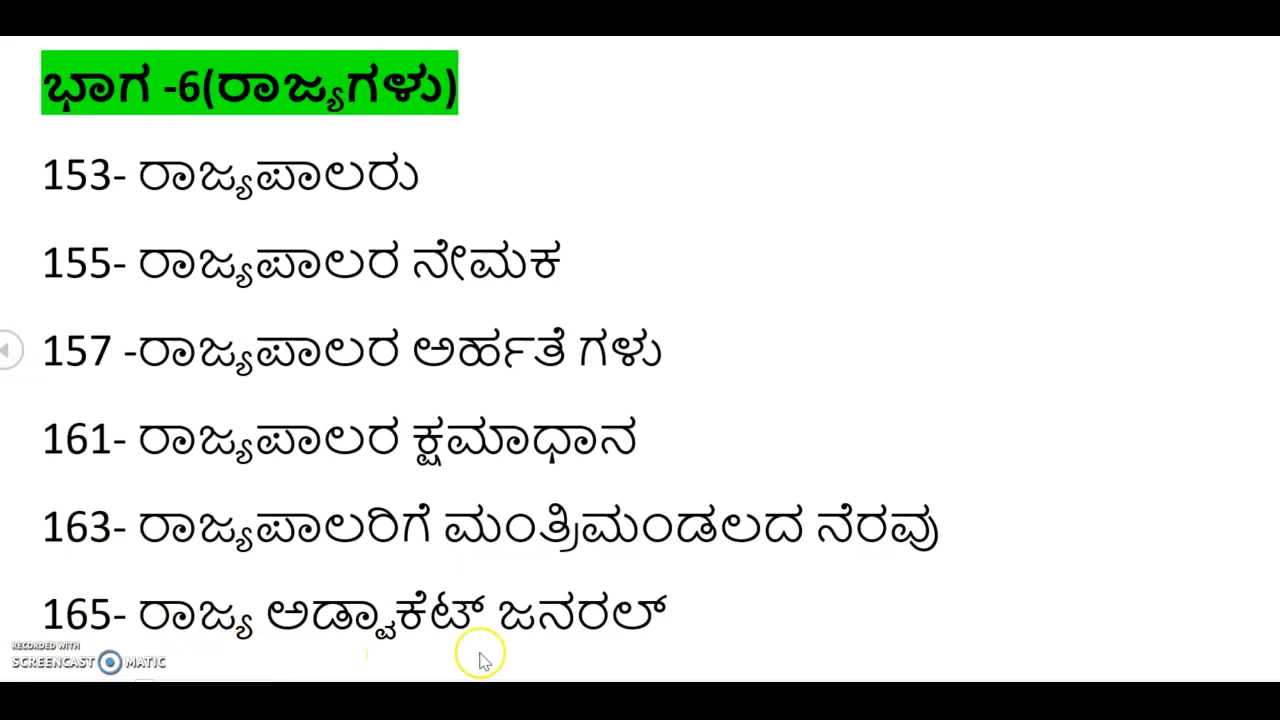 ಭಾಗ -6(ರಾಜ್ಯಗಳು)
153- ರಾಜ್ಯಪಾಲರು
155- ರಾಜ್ಯಪಾಲರ ನೇಮಕ
157 -ರಾಜ್ಯಪಾಲರ ಅರ್ಹತೆ ಗಳು
161- ರಾಜ್ಯಪಾಲರ ಕ್ಷಮಾಧಾನ
163- ರಾಜ್ಯಪಾಲರಿಗೆ ಮಂತ್ರಿಮಂಡಲದ ನೆರವು
165- ರಾಜ್ಯ ಅಡ್ವಾಕೆಟ್ ಜನರಲ್
RECORDED WITH
SCREENCAST MATIC